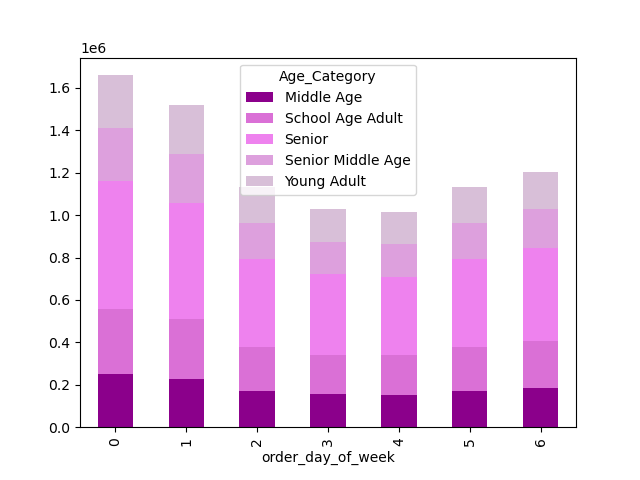 1e6
1.6
1.4
1.2
1.0
0.8
0.6
0.4
0.2
0.0
Age_Category
Middle Age
School Age Adult
Senior
Senior Middle Age
Young Adult
0
1
2
3
4
5
6
order_day_of_week